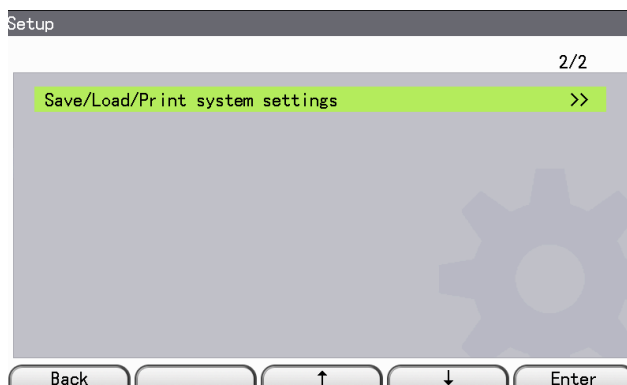 Setup
2/2
Save/Load/Print system settings >>
Back ↑ ↓ Enter